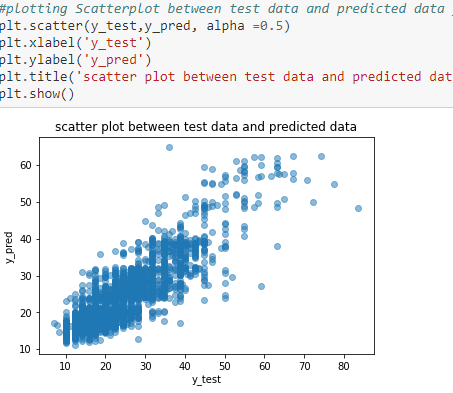 #plotting Scatterplot between test data and predicted data
plt.scatter(y_test,y_pred, alpha =0.5)
plt.xlabel('y_test')
plt.ylabel('y_pred')
plt.title('scatter plot between test data and predicted dat
plt.show()
scatter plot between test data and predicted data
60
50
40
30
20
10
y_pred
10 20 30 40 50 60 70 80
y_test